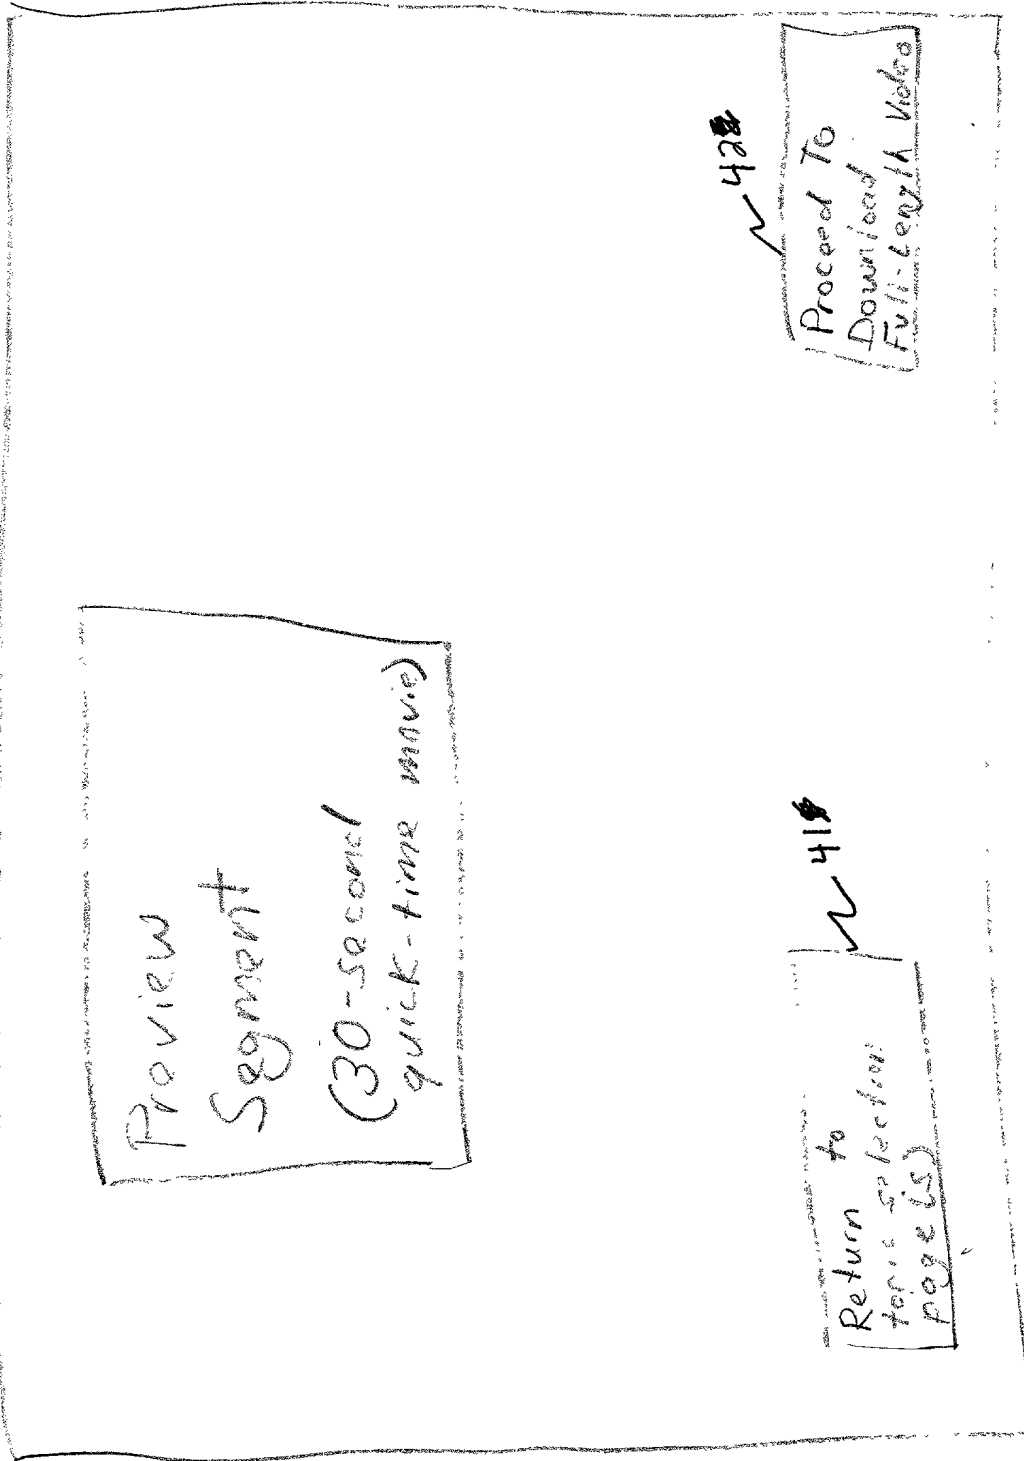 Preview
Segment
(30-second
quick-time movie)
41
Return to
topic selection
page(s)
42
Proceed To
Download
Full-Length Video